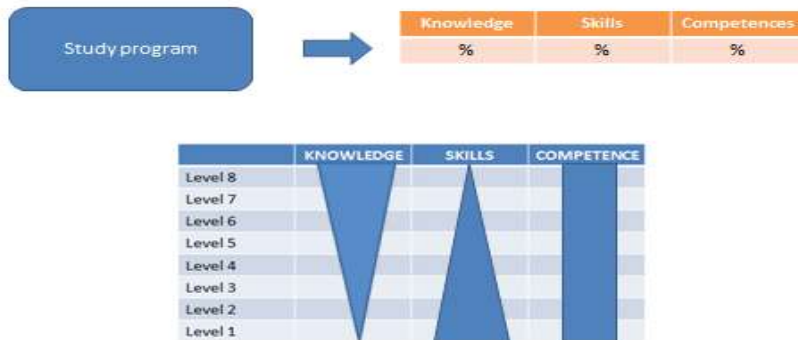 Study program
Knowledge Skills Competences
% % %
KNOWLEDGE SKILLS COMPETENCE
Level 8
Level 7
Level 6
Level 5
Level 4
Level 3
Level 2
Level 1